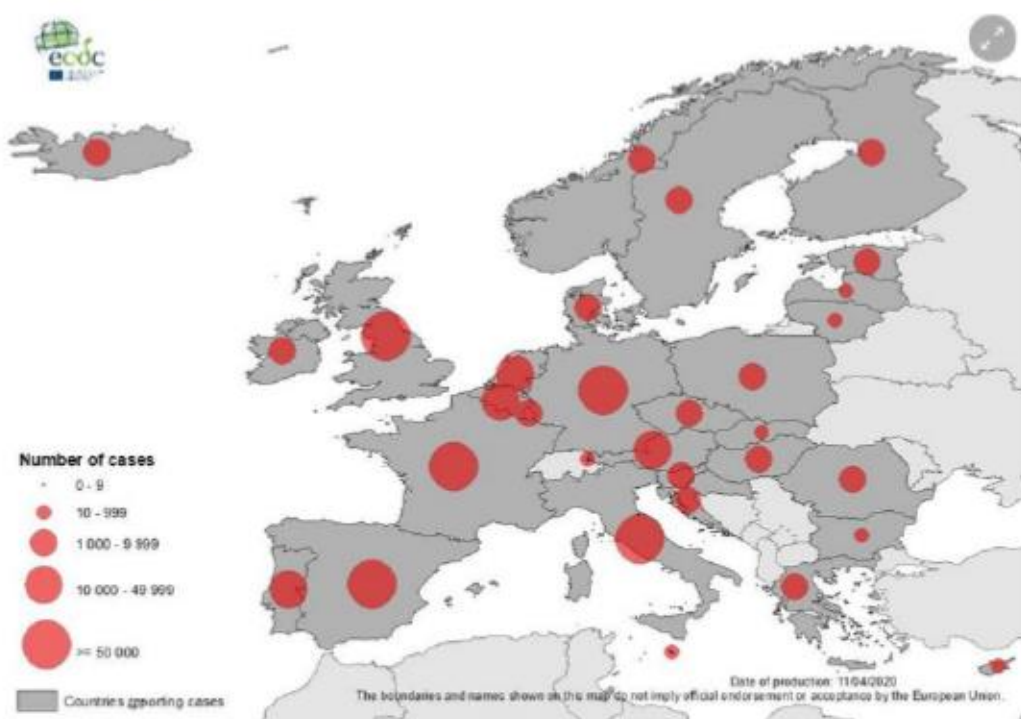 ecdc
Number of cases
0 - 9
10 - 999
1 000 - 9 999
10 000 - 49 999
>= 50 000
Countries reporting cases
Date of production: 11/04/2020
The boundaries and names shown on this map do not imply official endorsement or acceptance by the European Union.